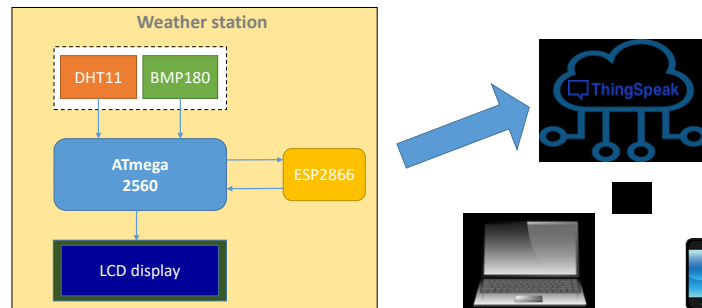 Weather station
DHT11
BMP180
ThingSpeak
ATmega
2560
ESP2866
LCD display